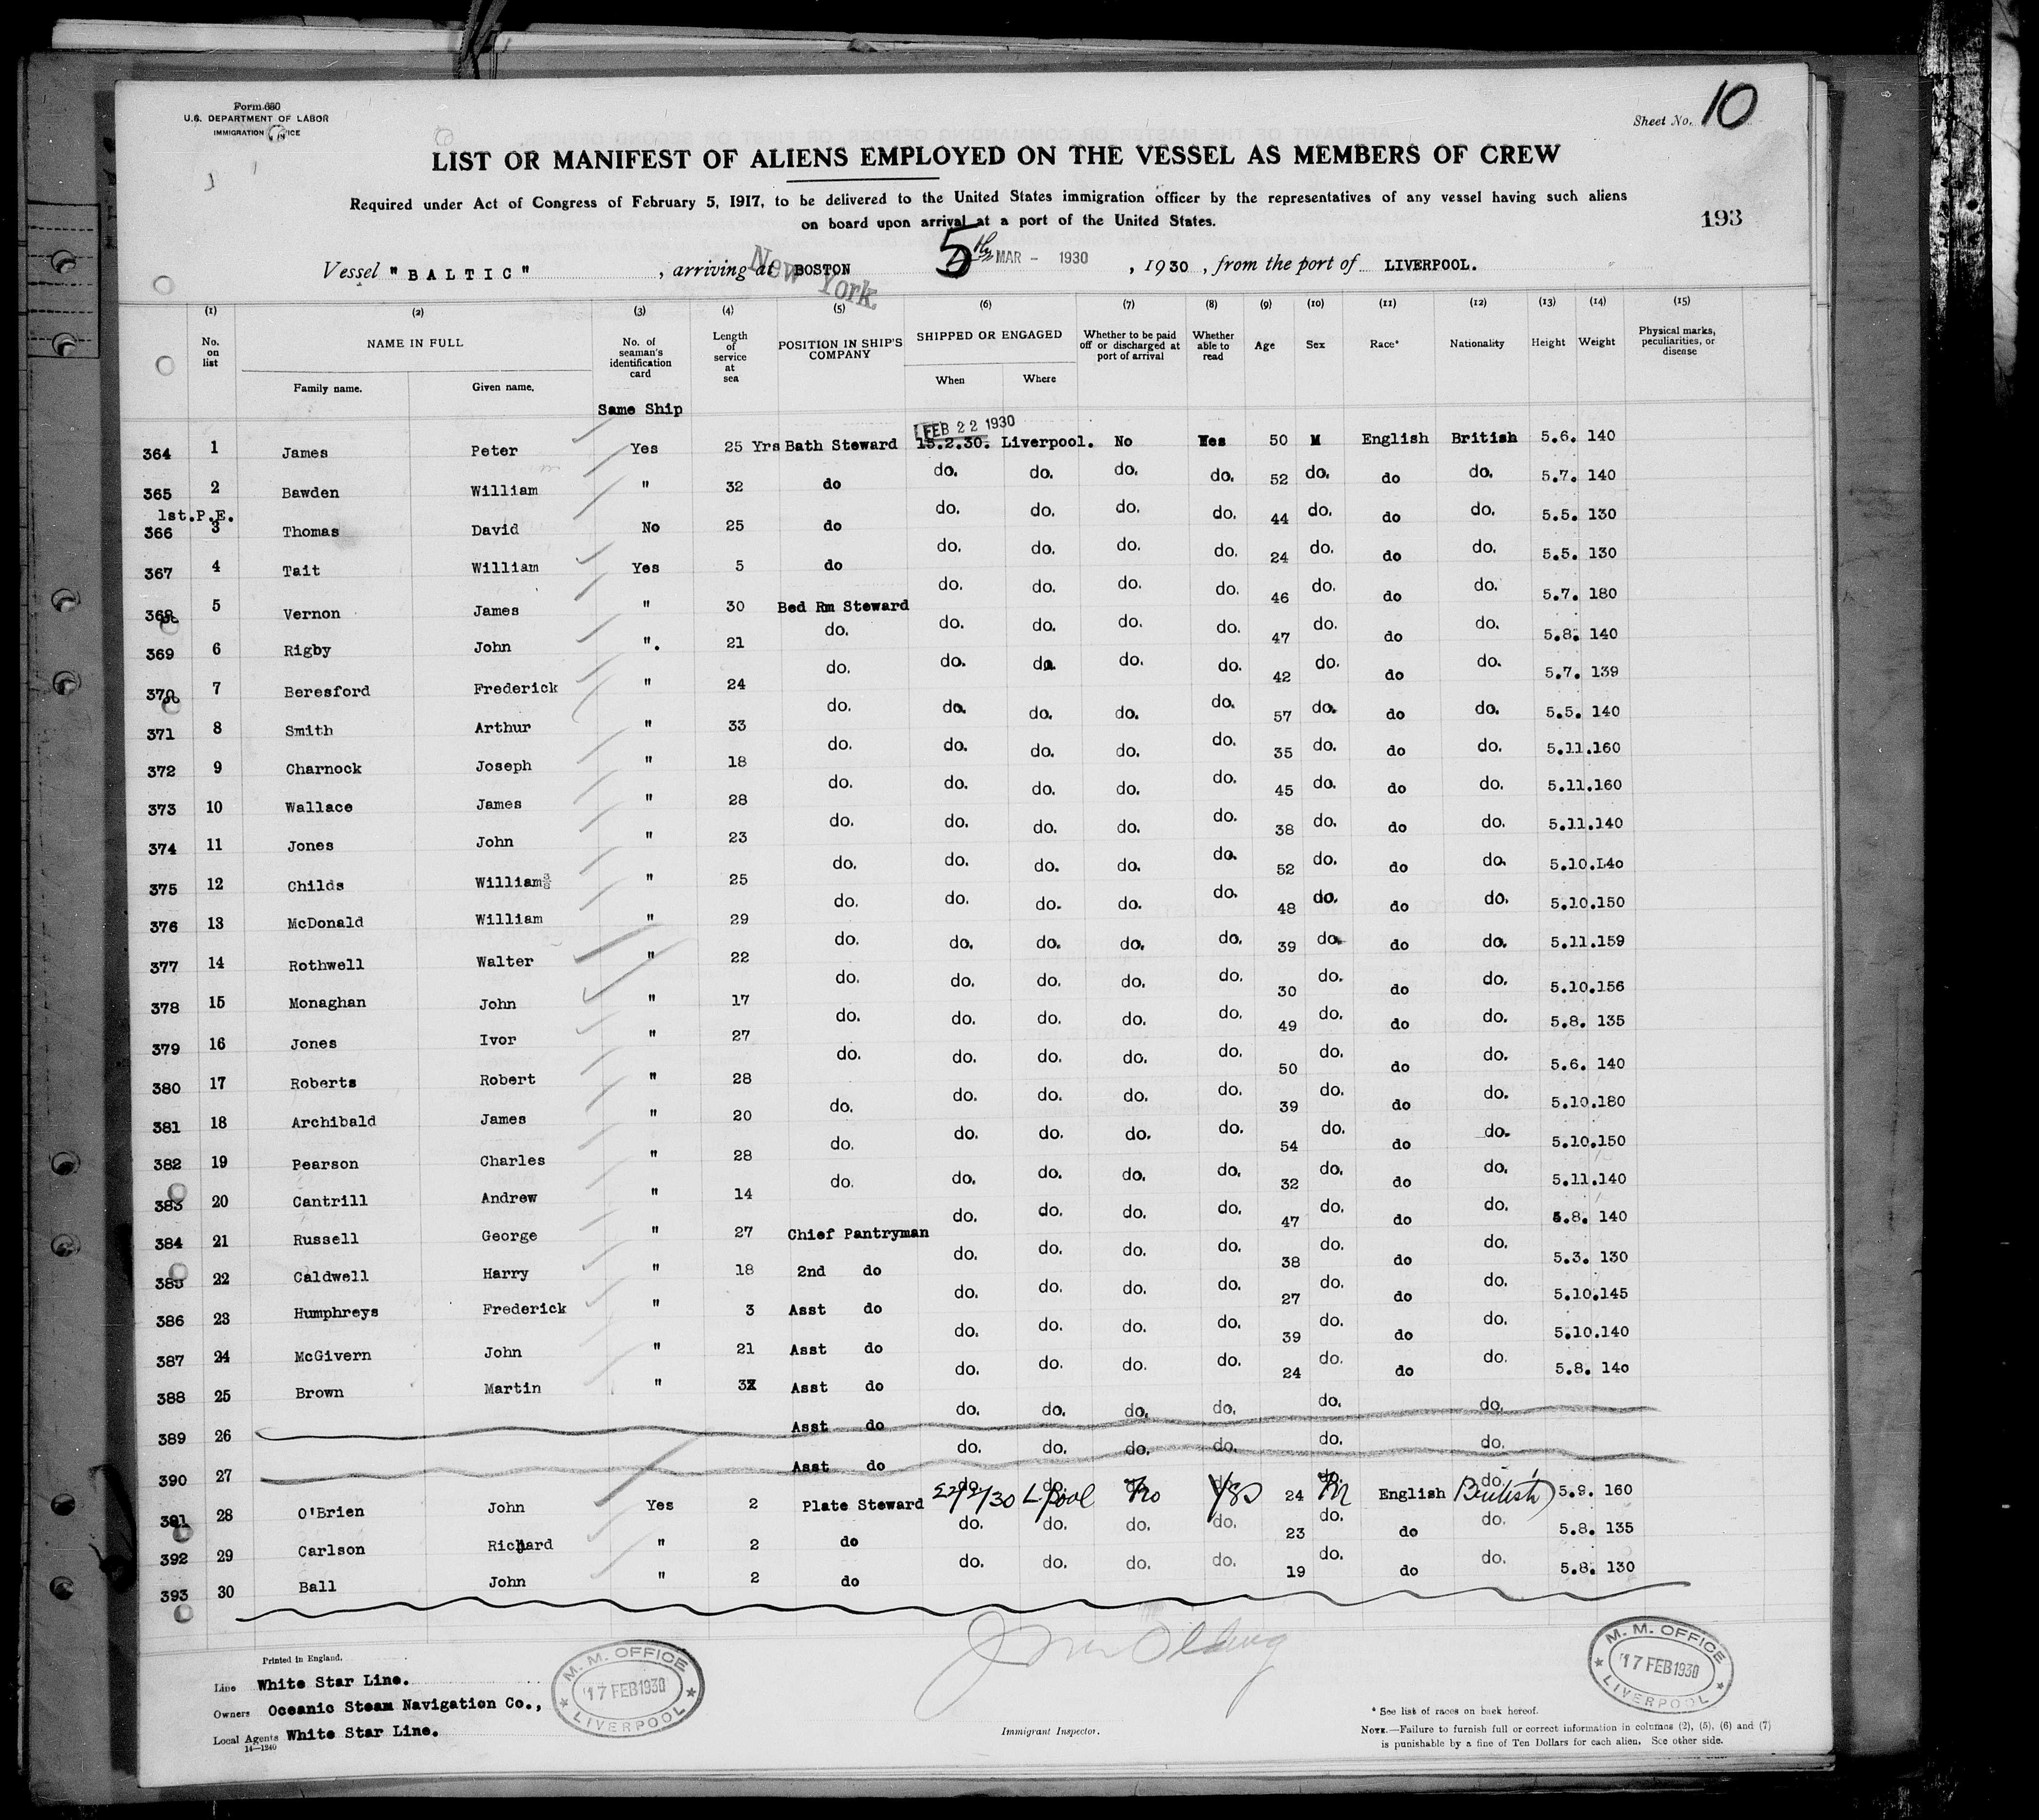 Form 680
U.S. DEPARTMENT OF LABOR
IMMIGRATION
Sheet No. 10
LIST OR MANIFEST OF ALIENS EMPLOYED ON THE VESSEL AS MEMBERS OF CREW
Required under Act of Congress of February 5, 1917, to be delivered to the United States immigration officer by the representatives of any vessel having such aliens
on board upon arrival at a port of the United States.
193
Vessel "BALTIC", arriving at BOSTON New York 5th MAR - 1930, 1930, from the port of LIVERPOOL.
(1) (2) (3) (4) (5) (6) (7) (8) (9) (10) (11) (12) (13) (14) (15)
No. on list NAME IN FULL No. of seaman's identification card Length of service at sea POSITION IN SHIP'S COMPANY SHIPPED OR ENGAGED Whether to be paid off or discharged at port of arrival Whether able to read Age Sex Race* Nationality Height Weight Physical marks, peculiarities, or disease
Family name. Given name. When Where
Same Ship
FEB 22 1930
364 1 James Peter Yes 25 Yrs Bath Steward 15.2.30. Liverpool. No Yes 50 M English British 5.6. 140
365 2 Bawden William " 32 do do. do. do. do. 52 do. do do. 5.7. 140
1st.P.E.
366 3 Thomas David No 25 do do. do. do. do. 44 do. do do. 5.5. 130
367 4 Tait William Yes 5 do do. do. do. do. 24 do. do do. 5.5. 130
368 5 Vernon James " 30 Bed Rm Steward do. do. do. do. 46 do. do do. 5.7. 180
369 6 Rigby John ". 21 do. do. do. do. do. 47 do. do do. 5.8. 140
370 7 Beresford Frederick " 24 do. do. do. do. do. 42 do. do do. 5.7. 139
371 8 Smith Arthur " 33 do. do. do. do. do. 57 do. do do. 5.5. 140
372 9 Charnock Joseph " 18 do. do. do. do. do. 35 do. do do. 5.11.160
373 10 Wallace James " 28 do. do. do. do. do. 45 do. do do. 5.11.160
374 11 Jones John " 23 do. do. do. do. do. 38 do. do do. 5.11.140
375 12 Childs William " 25 do. do. do. do. do. 52 do. do do. 5.10.L40
376 13 McDonald William " 29 do. do. do. do. do. 48 do. do do. 5.10.150
377 14 Rothwell Walter " 22 do. do. do. do. do. 39 do. do do. 5.11.159
378 15 Monaghan John " 17 do. do. do. do. do. 30 do. do do. 5.10.156
379 16 Jones Ivor " 27 do. do. do. do. do. 49 do. do do. 5.8. 135
380 17 Roberts Robert " 28 do. do. do. do. do. 50 do. do do. 5.6. 140
381 18 Archibald James " 20 do. do. do. do. do. 39 do. do do. 5.10.180
382 19 Pearson Charles " 28 do. do. do. do. do. 54 do. do do. 5.10.150
383 20 Cantrill Andrew " 14 do. do. do. do. do. 32 do. do do. 5.11.140
384 21 Russell George " 27 Chief Pantryman do. do. do. do. 47 do. do do. 5.8. 140
385 22 Caldwell Harry " 18 2nd do do. do. do. do. 38 do. do do. 5.3. 130
386 23 Humphreys Frederick " 3 Asst do do. do. do. do. 27 do. do do. 5.10.145
387 24 McGivern John " 21 Asst do do. do. do. do. 39 do. do do. 5.10.140
388 25 Brown Martin " 3 Asst do do. do. do. do. 24 do. do do. 5.8. 140
389 26 Asst do do. do. do. do. do. do.
390 27 Asst do do. do. do. do. do. do.
391 28 O'Brien John Yes 2 Plate Steward 22/2/30 L'pool No Yes 24 M English British 5.9. 160
392 29 Carlson Richard " 2 do do. do. do. do. 23 do. do do. 5.8. 135
393 30 Ball John " 2 do do. do. do. do. 19 do. do do. 5.8. 130
Printed in England.
Line White Star Line.
Owners Oceanic Steam Navigation Co.,
Local Agents White Star Line.
14—1240
M. M. OFFICE
17 FEB 1930
LIVERPOOL
Immigrant Inspector.
M. M. OFFICE
17 FEB 1930
LIVERPOOL
* See list of races on back hereof.
NOTE.—Failure to furnish full or correct information in columns (2), (5), (6) and (7)
is punishable by a fine of Ten Dollars for each alien. See other side.